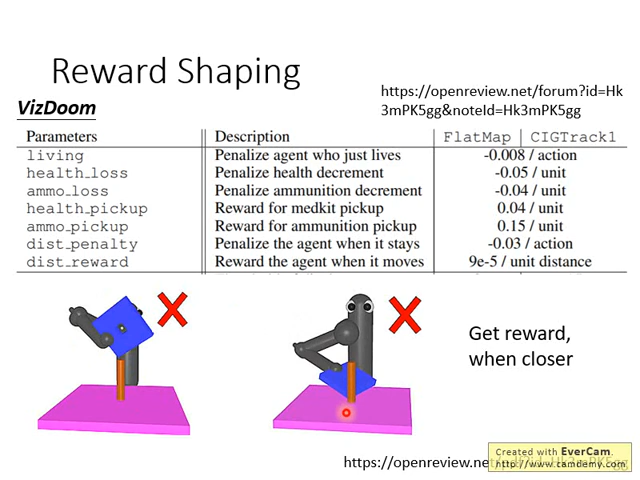 Reward Shaping
https://openreview.net/forum?id=Hk
3mPK5gg&noteId=Hk3mPK5gg
VizDoom
Parameters Description FlatMap CIGTrack1
living Penalize agent who just lives -0.008 / action
health_loss Penalize health decrement -0.05 / unit
ammo_loss Penalize ammunition decrement -0.04 / unit
health_pickup Reward for medkit pickup 0.04 / unit
ammo_pickup Reward for ammunition pickup 0.15 / unit
dist_penalty Penalize the agent when it stays -0.03 / action
dist_reward Reward the agent when it moves 9e-5 / unit distance
Get reward,
when closer
Created with EverCam.
http://www.camdemy.com
https://openreview.net